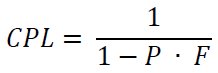 CPL = 1 / (1 − P · F)